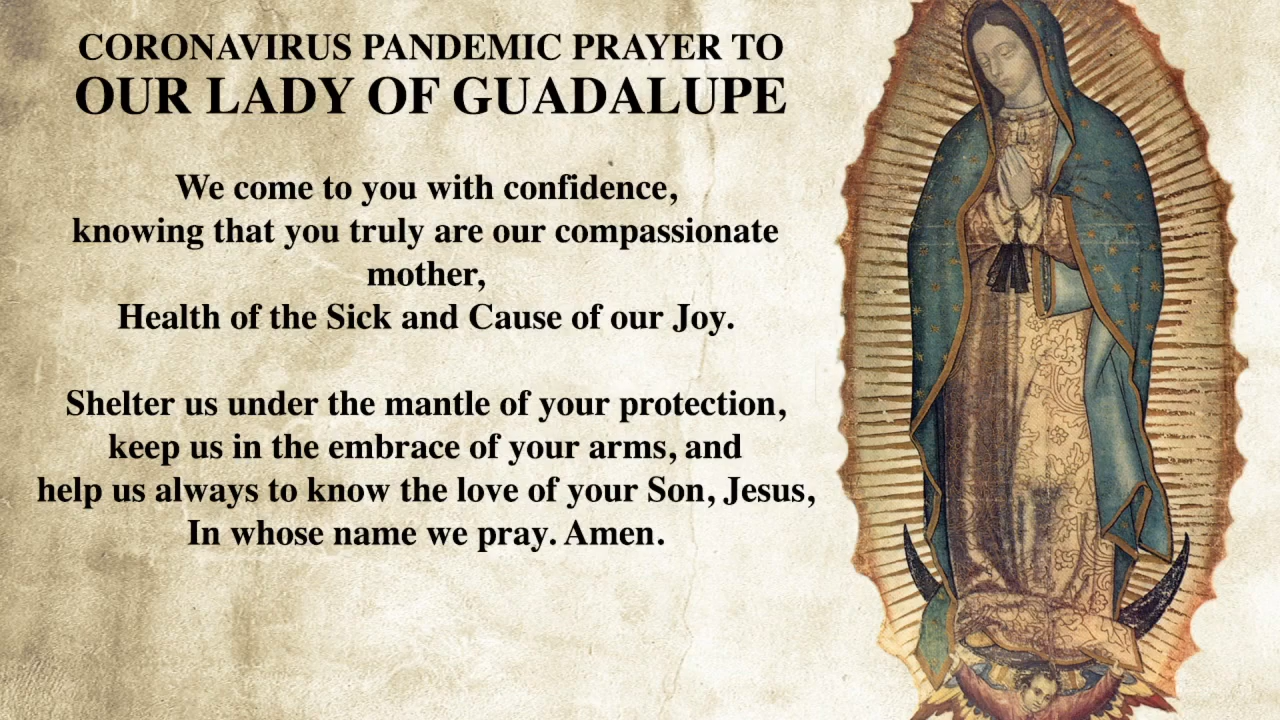 CORONAVIRUS PANDEMIC PRAYER TO
OUR LADY OF GUADALUPE
We come to you with confidence,
knowing that you truly are our compassionate
mother,
Health of the Sick and Cause of our Joy.
Shelter us under the mantle of your protection,
keep us in the embrace of your arms, and
help us always to know the love of your Son, Jesus,
In whose name we pray. Amen.